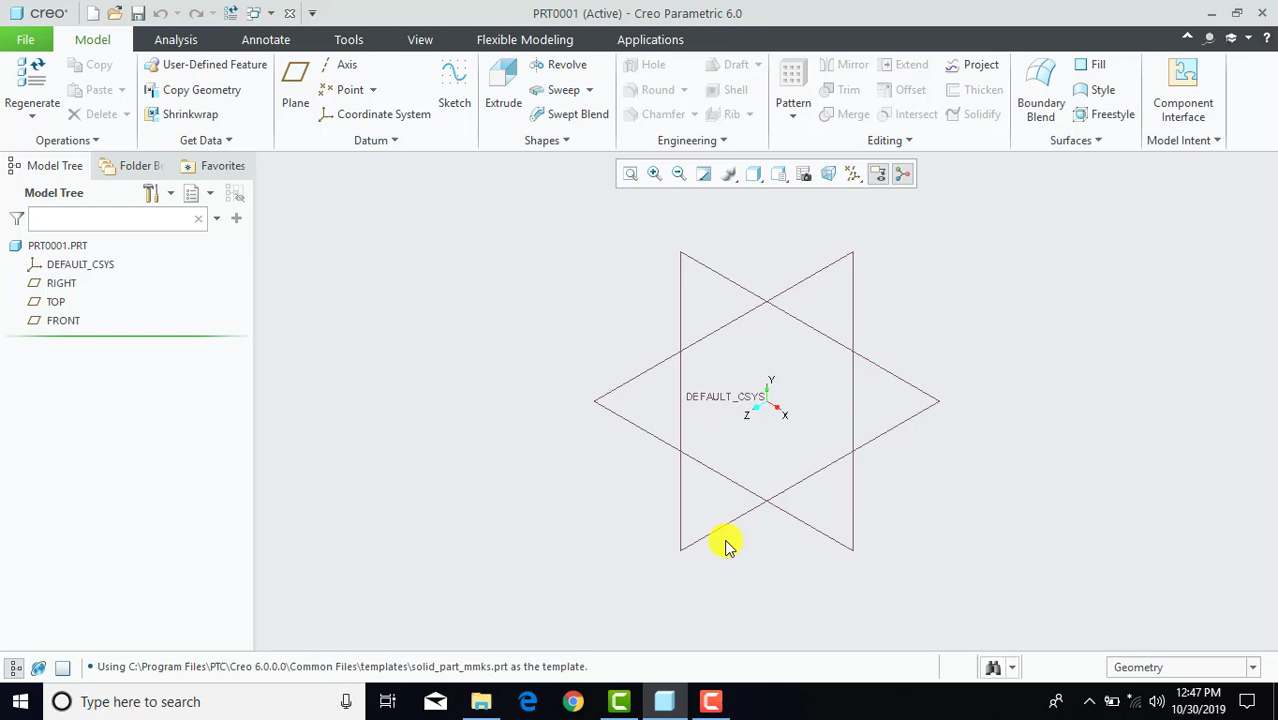 creo
PRT0001 (Active) - Creo Parametric 6.0
File
Model
Analysis
Annotate
Tools
View
Flexible Modeling
Applications
Regenerate
Copy
Paste
Delete
Operations
User-Defined Feature
Copy Geometry
Shrinkwrap
Get Data
Plane
Axis
Point
Coordinate System
Sketch
Datum
Extrude
Revolve
Sweep
Swept Blend
Shapes
Hole
Round
Chamfer
Draft
Shell
Rib
Engineering
Pattern
Mirror
Trim
Merge
Extend
Offset
Intersect
Project
Thicken
Solidify
Editing
Boundary
Blend
Fill
Style
Freestyle
Surfaces
Component
Interface
Model Intent
Model Tree
Folder Br
Favorites
Model Tree
PRT0001.PRT
DEFAULT_CSYS
RIGHT
TOP
FRONT
Y
DEFAULT_CSYS
Z
X
• Using C:\Program Files\PTC\Creo 6.0.0.0\Common Files\templates\solid_part_mmks.prt as the template.
Geometry
Type here to search
12:47 PM
10/30/2019